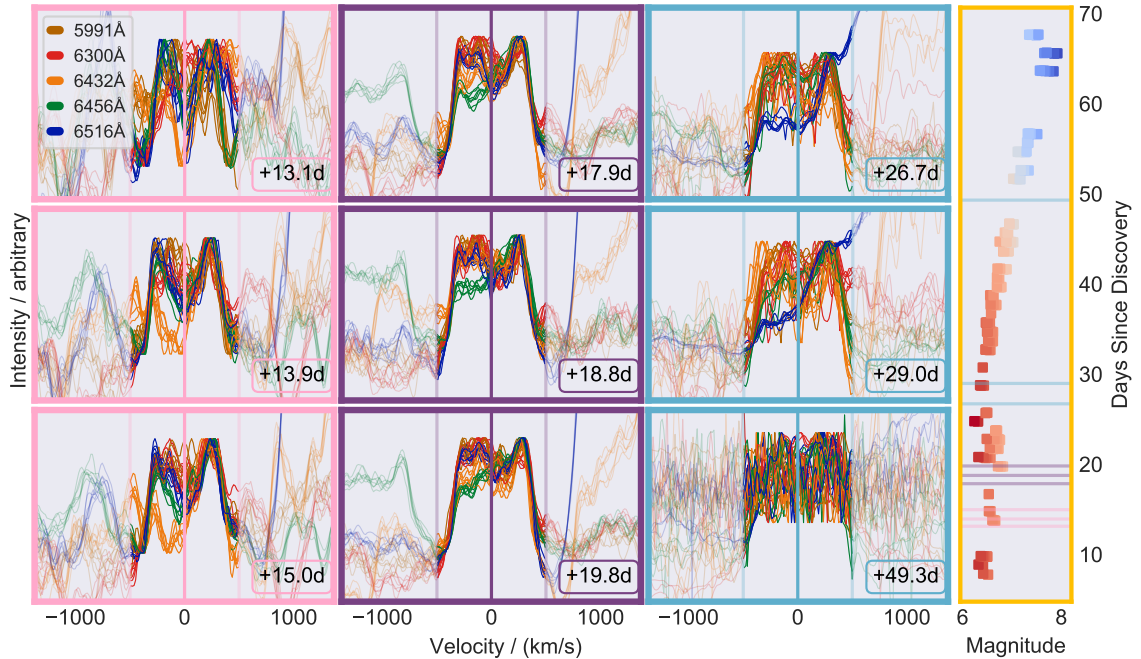 5991Å
6300Å
6432Å
6456Å
6516Å
+13.1d
+17.9d
+26.7d
+13.9d
+18.8d
+29.0d
+15.0d
+19.8d
+49.3d
Intensity / arbitrary
−1000 0 1000
−1000 0 1000
−1000 0 1000
Velocity / (km/s)
70
60
50
40
30
20
10
Days Since Discovery
6 8
Magnitude